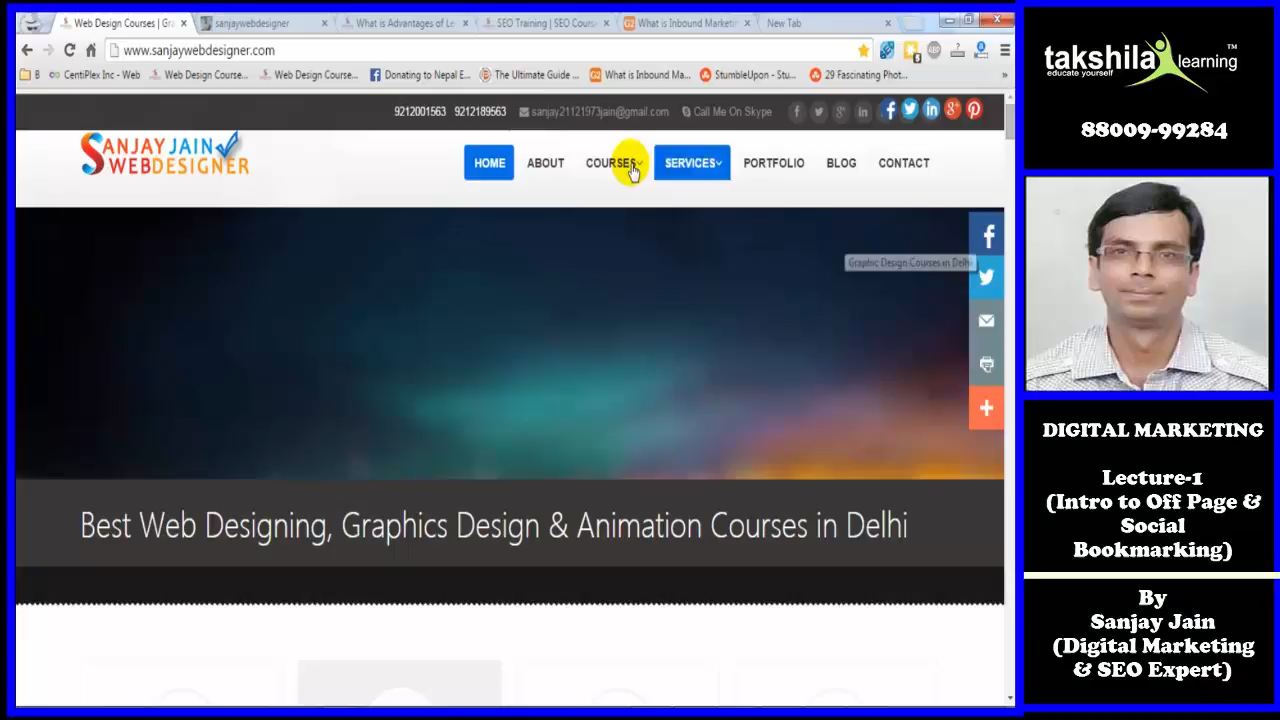 Web Design Courses | Gra
sanjaywebdesigner
What is Advantages of Le
SEO Training | SEO Course
What is Inbound Marketin
New Tab
www.sanjaywebdesigner.com
B
CentiPlex Inc - Web
Web Design Course...
Web Design Cours...
Donating to Nepal E...
The Ultimate Guide ...
What is Inbound Ma...
StumbleUpon - Stu...
29 Fascinating Phot...
9212001563 9212189563 sanjay21121973jain@gmail.com Call Me On Skype
SANJAY JAIN
WEBDESIGNER
HOME ABOUT COURSES SERVICES PORTFOLIO BLOG CONTACT
Graphic Design Courses in Delhi
Best Web Designing, Graphics Design & Animation Courses in Delhi
takshila learning™
educate yourself
88009-99284
DIGITAL MARKETING
Lecture-1
(Intro to Off Page &
Social
Bookmarking)
By
Sanjay Jain
(Digital Marketing
& SEO Expert)